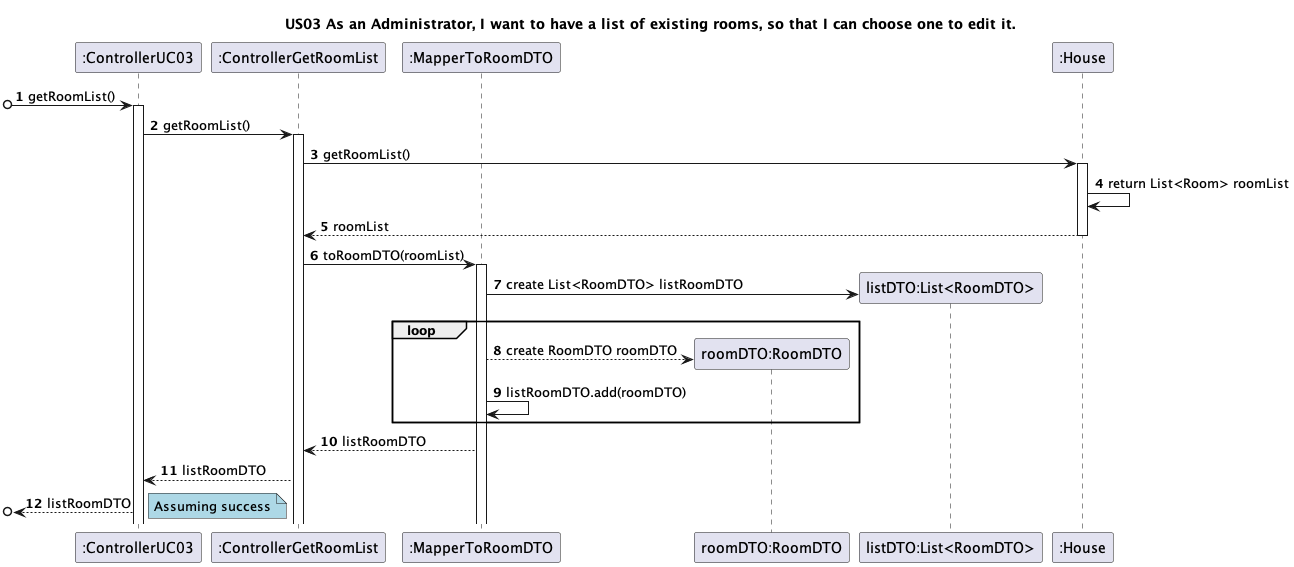 US03 As an Administrator, I want to have a list of existing rooms, so that I can choose one to edit it.
:ControllerUC03
:ControllerGetRoomList
:MapperToRoomDTO
:House
1 getRoomList()
2 getRoomList()
3 getRoomList()
4 return List<Room> roomList
5 roomList
6 toRoomDTO(roomList)
7 create List<RoomDTO> listRoomDTO
listDTO:List<RoomDTO>
loop
8 create RoomDTO roomDTO
roomDTO:RoomDTO
9 listRoomDTO.add(roomDTO)
10 listRoomDTO
11 listRoomDTO
12 listRoomDTO
Assuming success
:ControllerUC03
:ControllerGetRoomList
:MapperToRoomDTO
roomDTO:RoomDTO
listDTO:List<RoomDTO>
:House